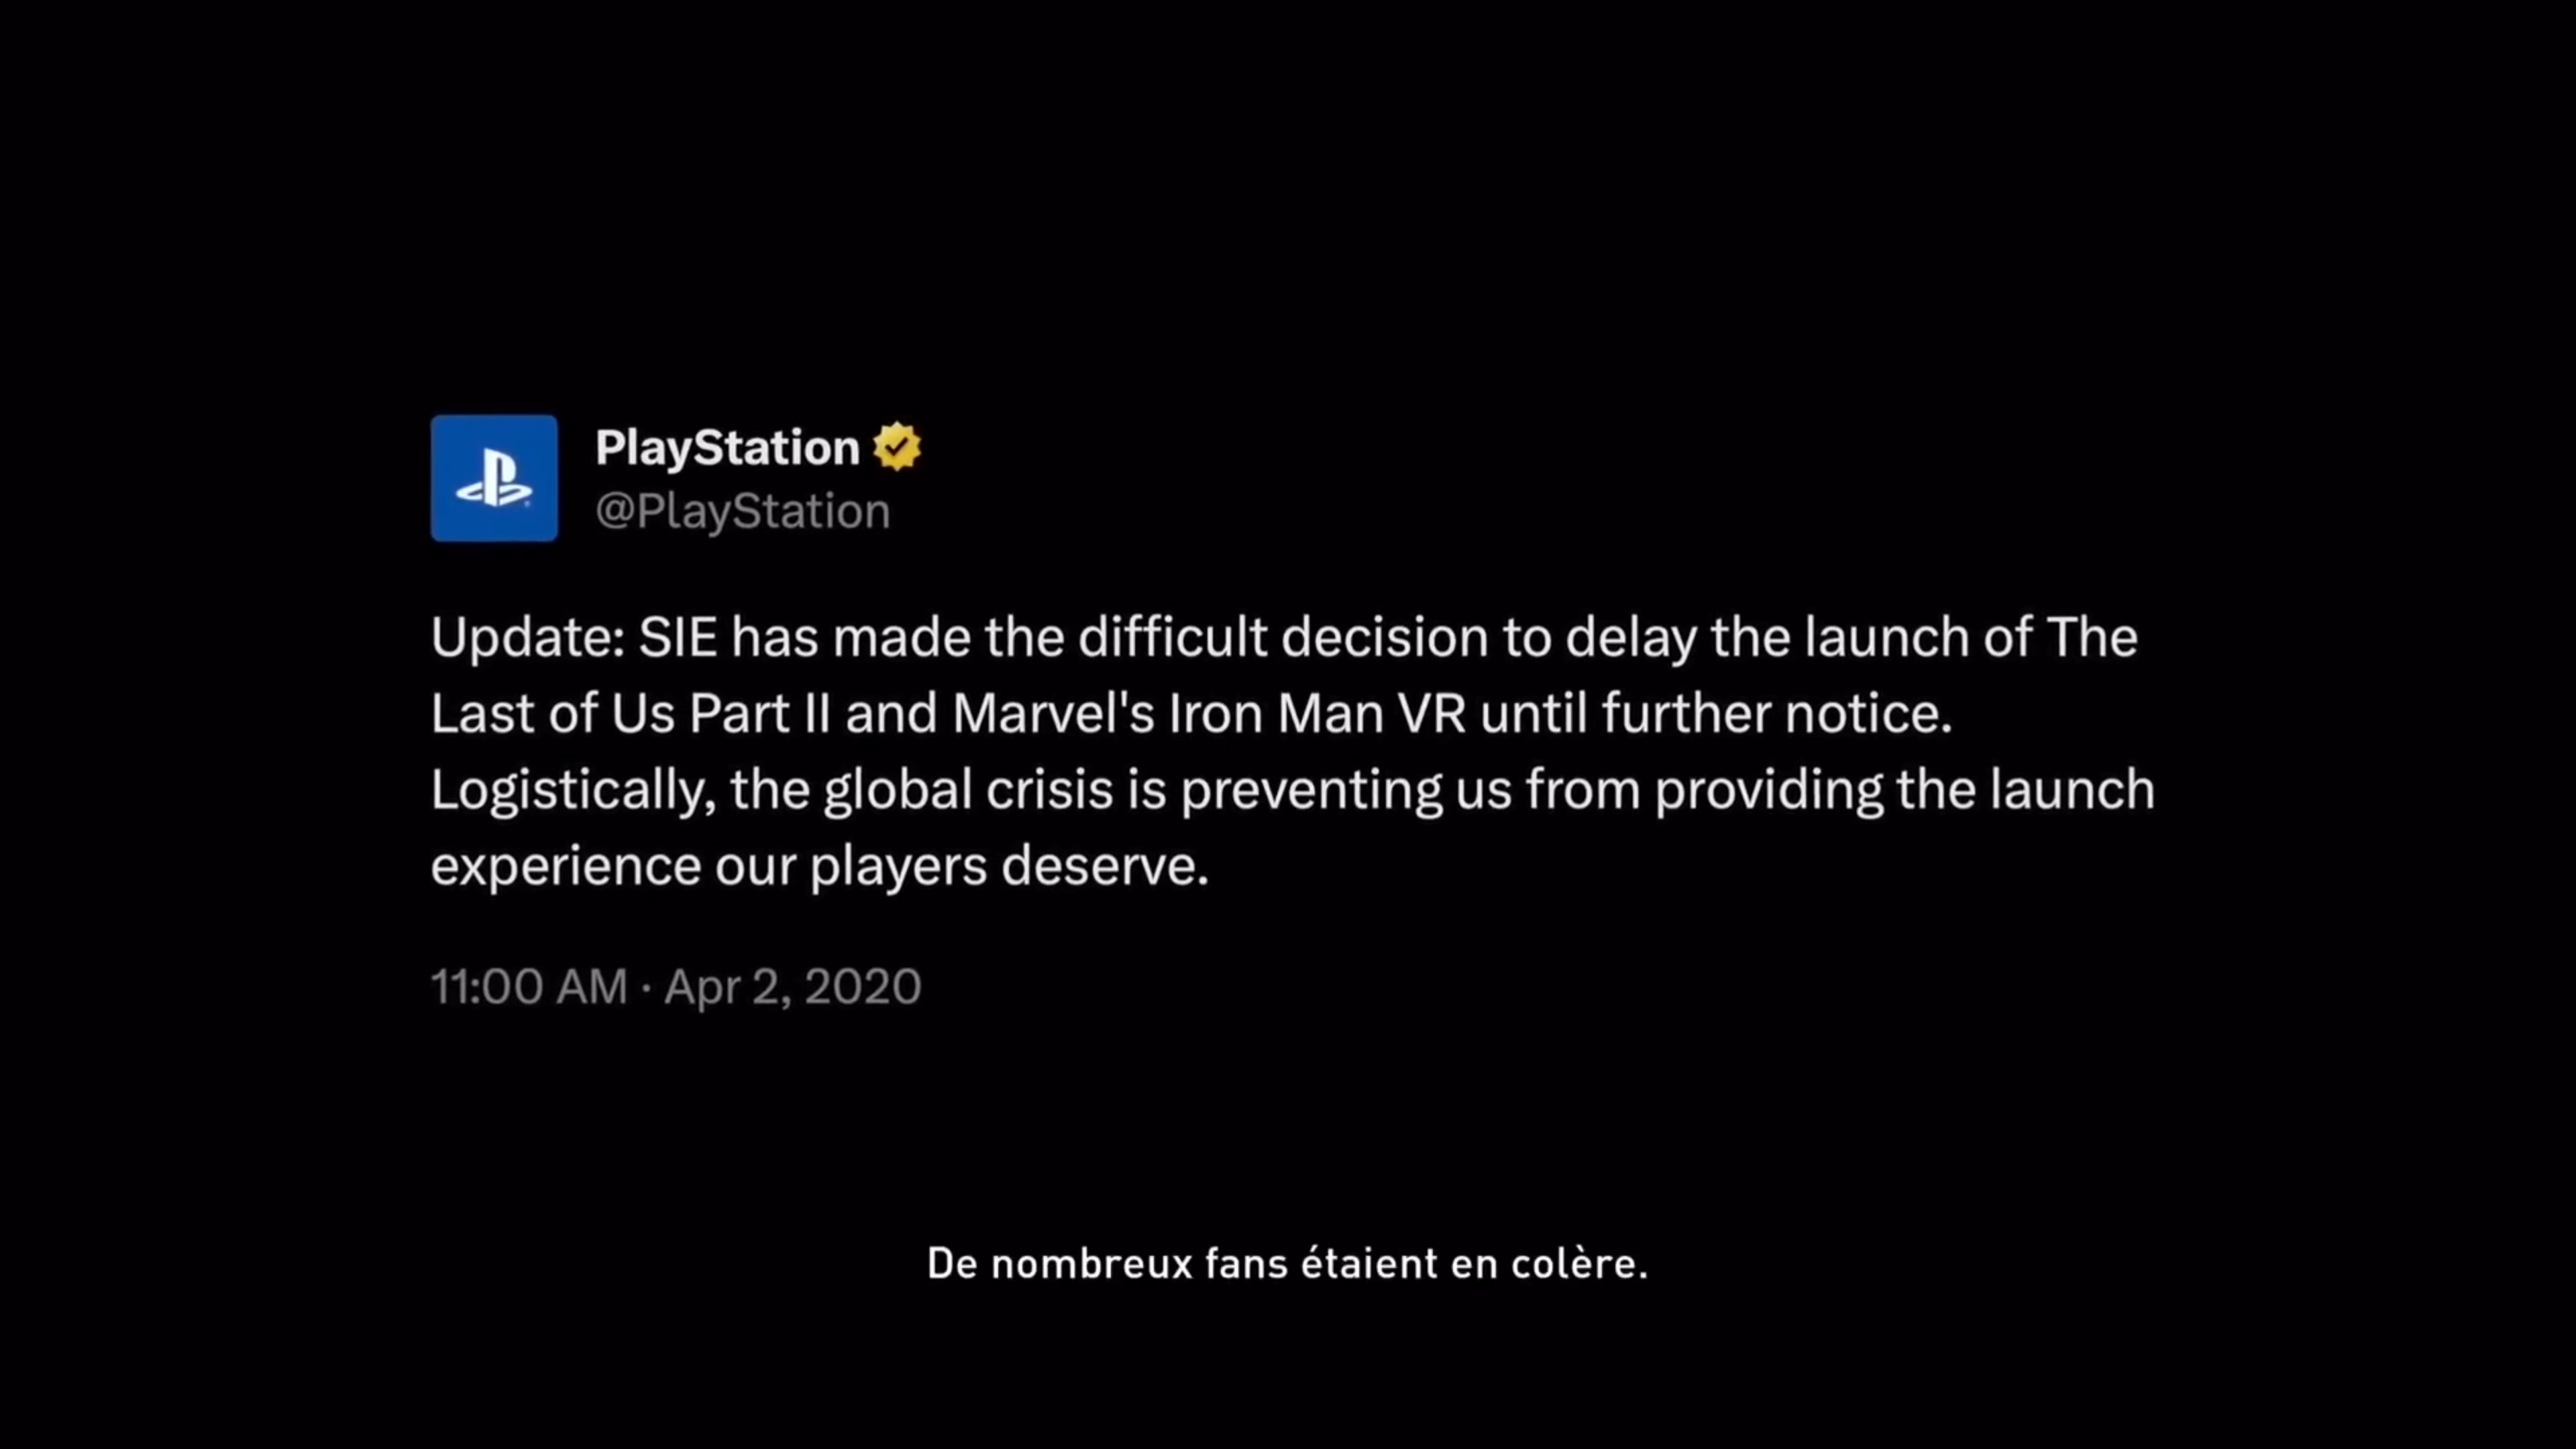 PlayStation
@PlayStation
Update: SIE has made the difficult decision to delay the launch of The
Last of Us Part II and Marvel's Iron Man VR until further notice.
Logistically, the global crisis is preventing us from providing the launch
experience our players deserve.
11:00 AM · Apr 2, 2020
De nombreux fans étaient en colère.